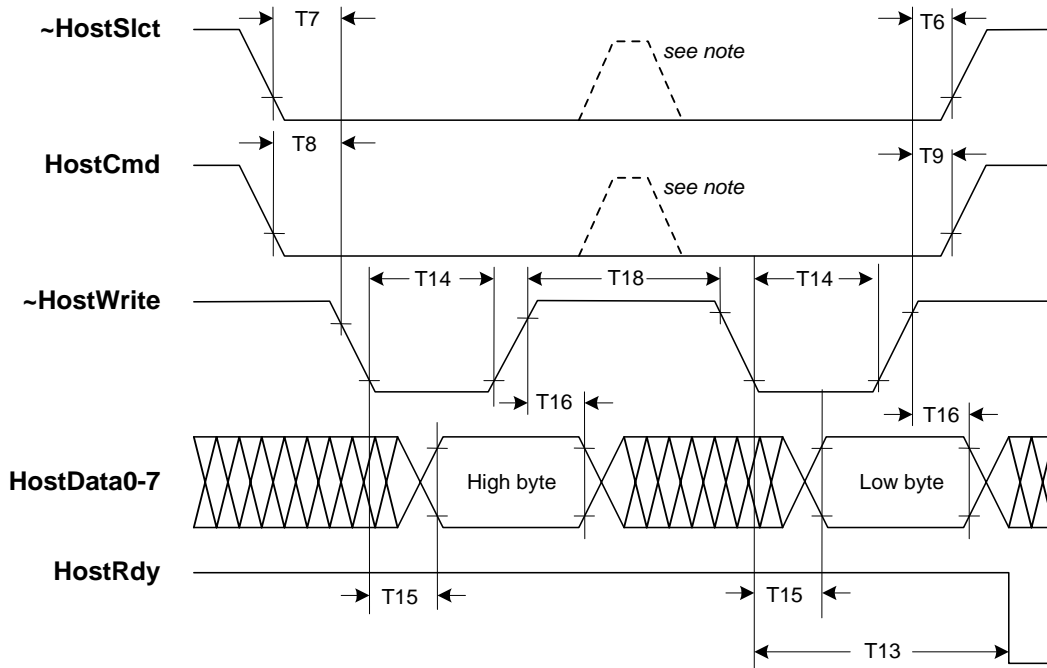 ~HostSlct
T7
see note
T6
HostCmd
T8
see note
T9
~HostWrite
T14
T18
T14
T16
T16
HostData0-7
High byte
Low byte
HostRdy
T15
T15
T13